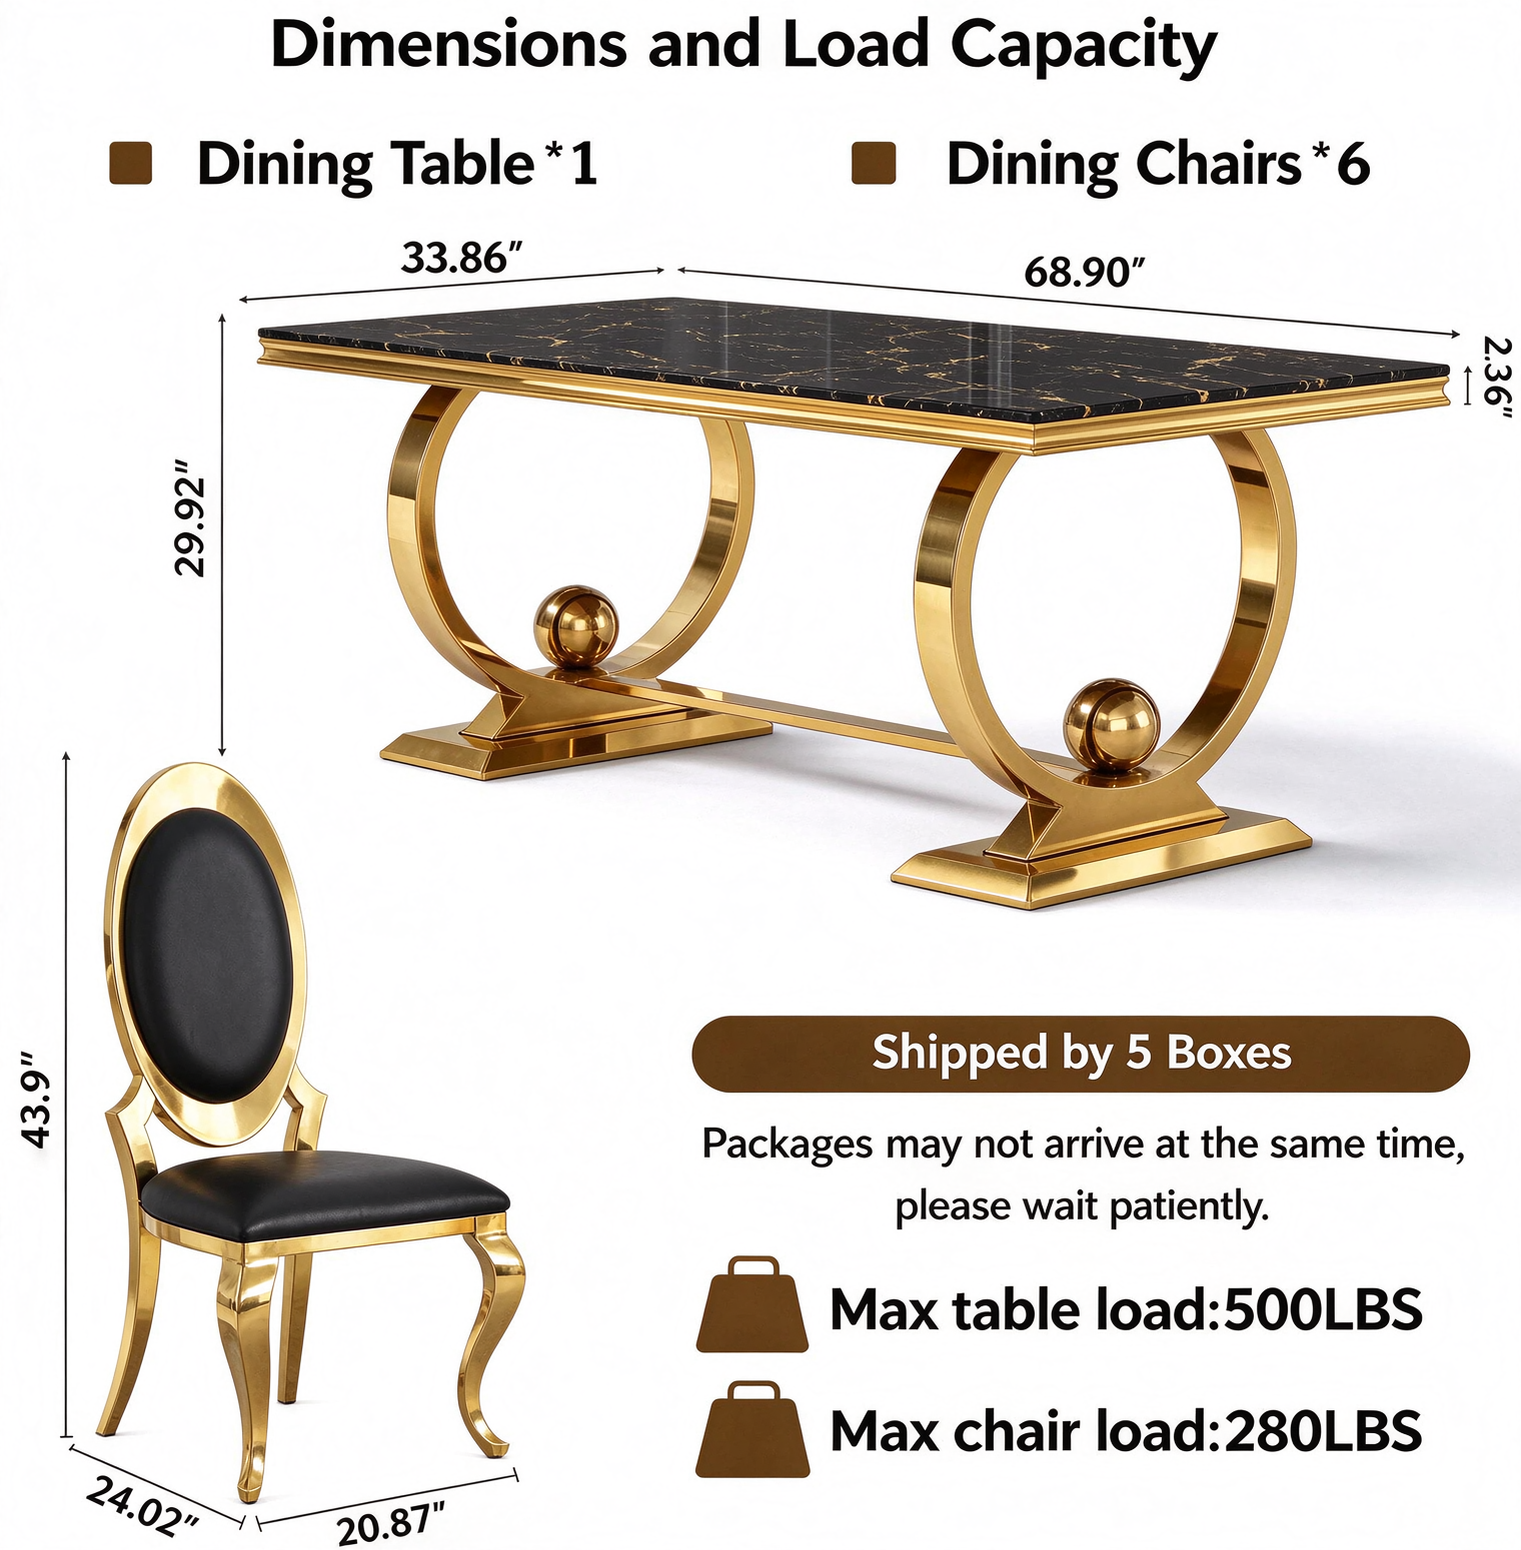 Dimensions and Load Capacity
Dining Table*1
Dining Chairs*6
33.86"
68.90"
2.36"
29.92"
43.9"
24.02"
20.87"
Shipped by 5 Boxes
Packages may not arrive at the same time,
please wait patiently.
Max table load:500LBS
Max chair load:280LBS